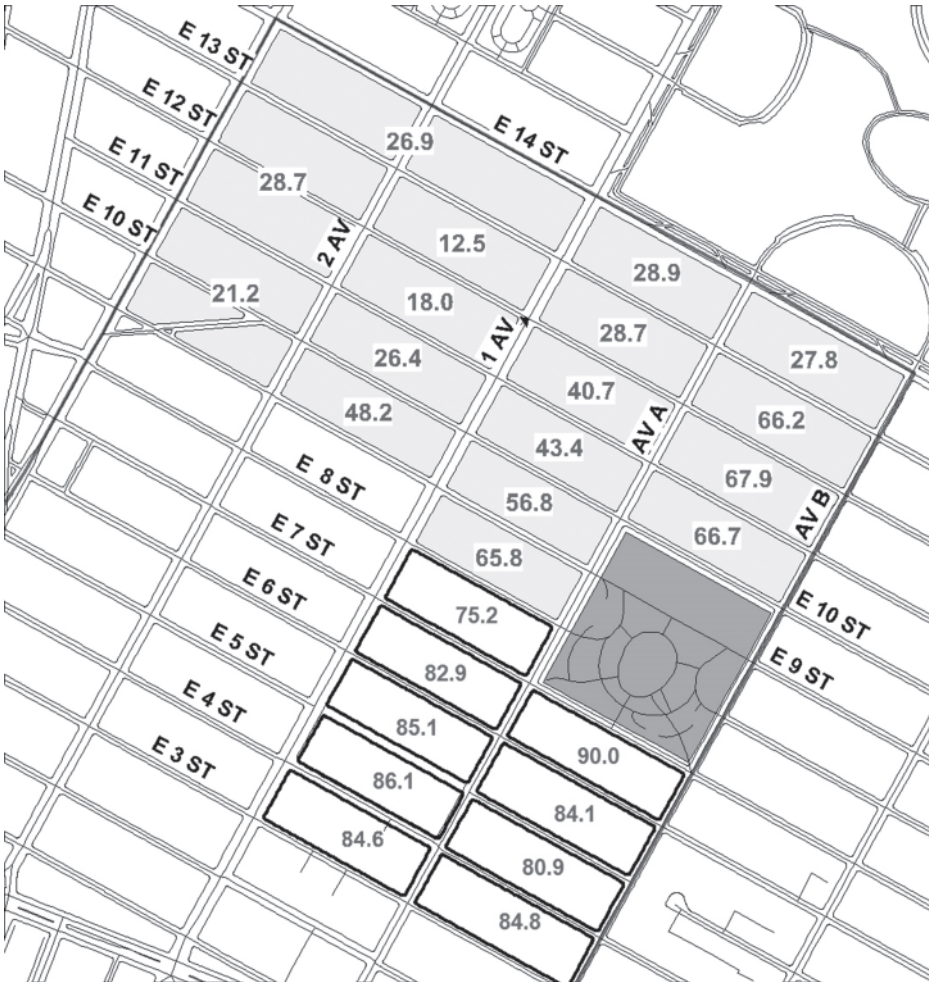 E 13 ST
E 12 ST
E 11 ST
E 10 ST
E 14 ST
26.9
28.7
2 AV
12.5
28.9
21.2
18.0
1 AV
28.7
27.8
26.4
40.7
66.2
48.2
43.4
AV A
67.9
AV B
E 8 ST
56.8
66.7
E 7 ST
65.8
E 10 ST
E 6 ST
75.2
E 9 ST
E 5 ST
82.9
E 4 ST
85.1
90.0
E 3 ST
86.1
84.1
84.6
80.9
84.8